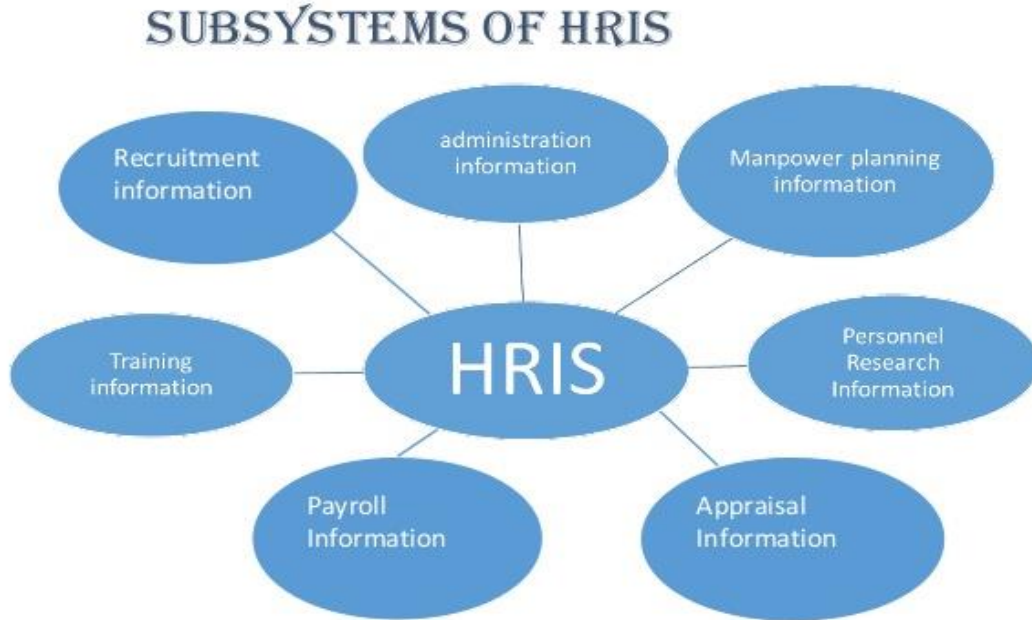 SUBSYSTEMS OF HRIS
Recruitment
information
administration
information
Manpower planning
information
Training
information
HRIS
Personnel
Research
Information
Payroll
Information
Appraisal
Information